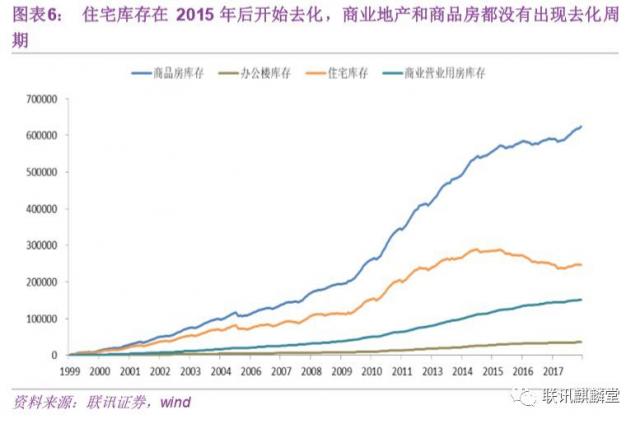 图表6： 住宅库存在 2015 年后开始去化，商业地产和商品房都没有出现去化周
期
商品房库存 办公楼库存 住宅库存 商业营业用房库存
700000
600000
500000
400000
300000
200000
100000
0
1999 2000 2001 2002 2003 2004 2005 2006 2007 2008 2009 2010 2011 2012 2013 2014 2015 2016 2017
资料来源：联讯证券，wind
联讯麒麟堂